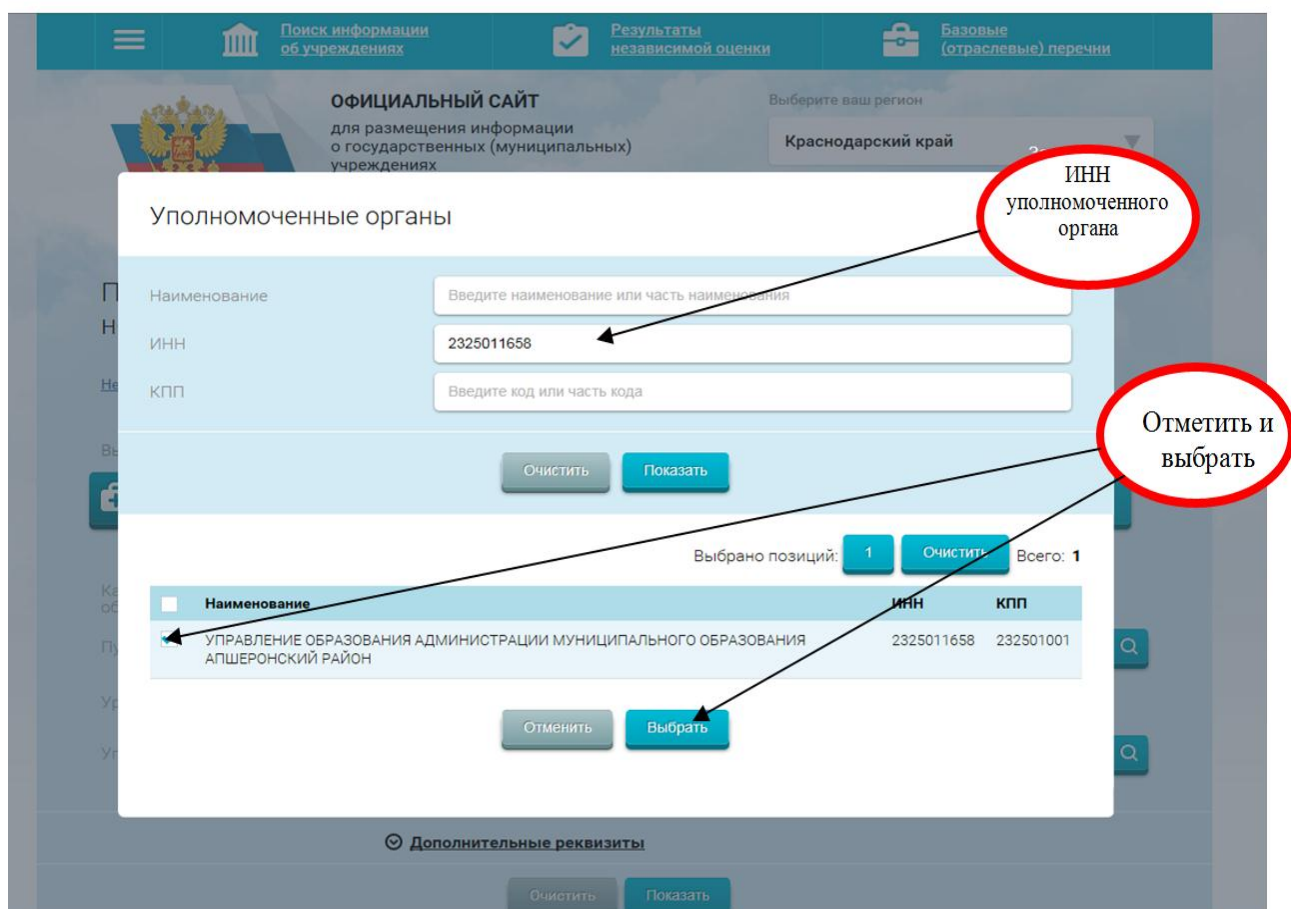 Поиск информации
об учреждениях
Результаты
независимой оценки
Базовые
(отраслевые) перечни
ОФИЦИАЛЬНЫЙ САЙТ
для размещения информации
о государственных (муниципальных)
учреждениях
Выберите ваш регион
Краснодарский край
ИНН
уполномоченного
органа
Уполномоченные органы
Наименование
Введите наименование или часть наименования
ИНН
2325011658
КПП
Введите код или часть кода
Отметить и
выбрать
Очистить
Показать
Выбрано позиций: 1 Очистить Всего: 1
Наименование ИНН КПП
УПРАВЛЕНИЕ ОБРАЗОВАНИЯ АДМИНИСТРАЦИИ МУНИЦИПАЛЬНОГО ОБРАЗОВАНИЯ 2325011658 232501001
АПШЕРОНСКИЙ РАЙОН
Отменить
Выбрать
Дополнительные реквизиты
Очистить
Показать